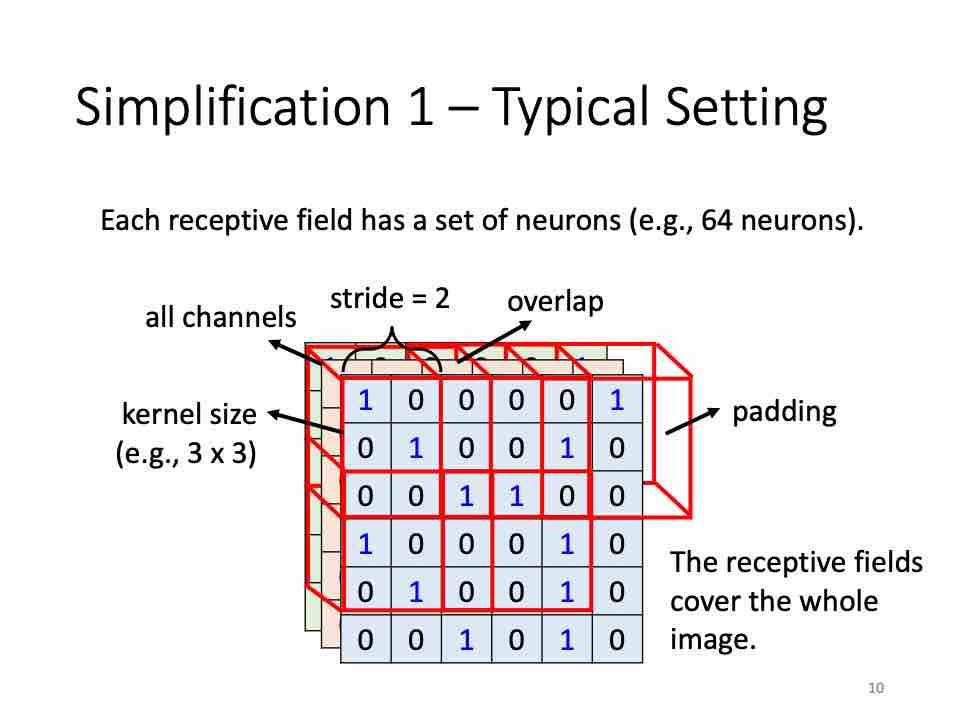 Simplification 1 – Typical Setting
Each receptive field has a set of neurons (e.g., 64 neurons).
all channels
stride = 2
overlap
kernel size
(e.g., 3 x 3)
padding
1 0 0 0 0 1
0 1 0 0 1 0
0 0 1 1 0 0
1 0 0 0 1 0
0 1 0 0 1 0
0 0 1 0 1 0
The receptive fields
cover the whole
image.
10